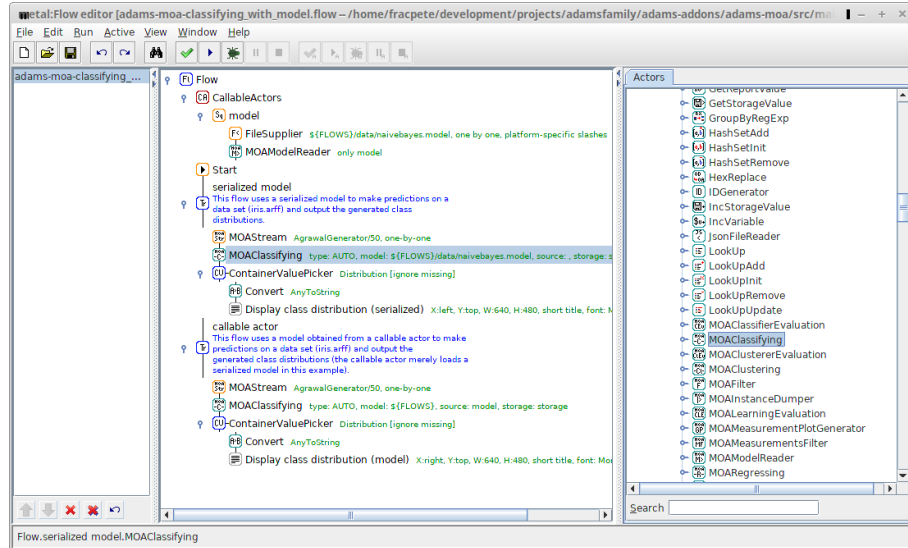 metal:Flow editor [adams-moa-classifying_with_model.flow -- /home/fracpete/development/projects/adamsfamily/adams-addons/adams-moa/src/ma
File Edit Run Active View Window Help
adams-moa-classifying_...
Flow
CallableActors
model
FileSupplier ${FLOWS}/data/naivebayes.model, one by one, platform-specific slashes
MOAModelReader only model
Start
serialized model
This flow uses a serialized model to make predictions on a
data set (iris.arff) and output the generated class
distributions.
MOAStream AgrawalGenerator/50, one-by-one
MOAClassifying type: AUTO, model: ${FLOWS}/data/naivebayes.model, source: , storage: s
ContainerValuePicker Distribution [ignore missing]
Convert AnyToString
Display class distribution (serialized) X:left, Y:top, W:640, H:480, short title, font: M
callable actor
This flow uses a model obtained from a callable actor to make
predictions on a data set (iris.arff) and output the
generated class distributions (the callable actor merely loads a
serialized model in this example).
MOAStream AgrawalGenerator/50, one-by-one
MOAClassifying type: AUTO, model: ${FLOWS}, source: model, storage: storage
ContainerValuePicker Distribution [ignore missing]
Convert AnyToString
Display class distribution (model) X:right, Y:top, W:640, H:480, short title, font: Mo
Actors
GetReportValue
GetStorageValue
GroupByRegExp
HashSetAdd
HashSetInit
HashSetRemove
HexReplace
IDGenerator
IncStorageValue
IncVariable
JsonFileReader
LookUp
LookUpAdd
LookUpInit
LookUpRemove
LookUpUpdate
MOAClassifierEvaluation
MOAClassifying
MOAClustererEvaluation
MOAClustering
MOAFilter
MOAInstanceDumper
MOALearningEvaluation
MOAMeasurementPlotGenerator
MOAMeasurementsFilter
MOAModelReader
MOARegressing
Search
Flow.serialized model.MOAClassifying